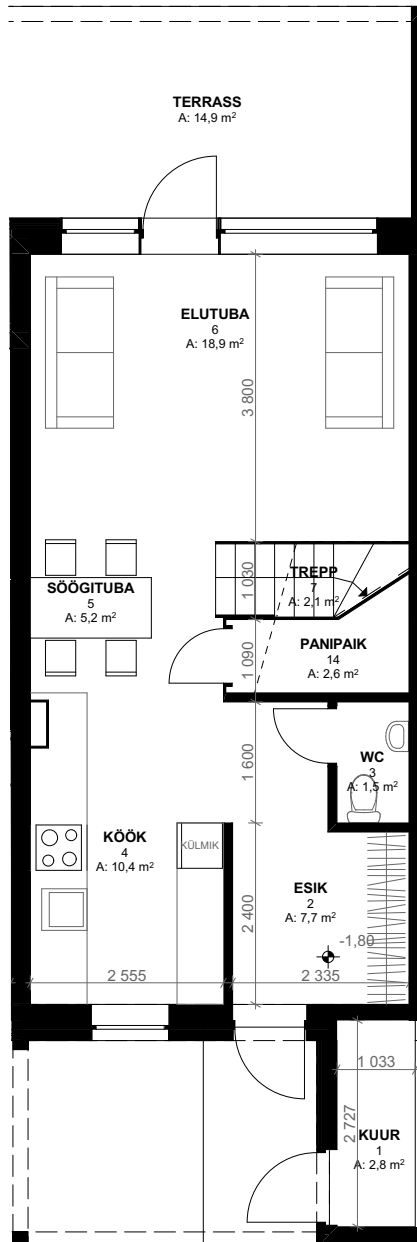 TERRASS
A: 14,9 m²
ELUTUBA
6
A: 18,9 m²
3 800
TREPP
7
A: 2,1 m²
1 030
SÖÖGITUBA
5
A: 5,2 m²
PANIPAIK
14
A: 2,6 m²
1 090
1 600
WC
3
A: 1,5 m²
KÖÖK
4
A: 10,4 m²
KÜLMIK
ESIK
2
A: 7,7 m²
2 400
-1,80
2 555
2 335
1 033
2 727
KUUR
1
A: 2,8 m²